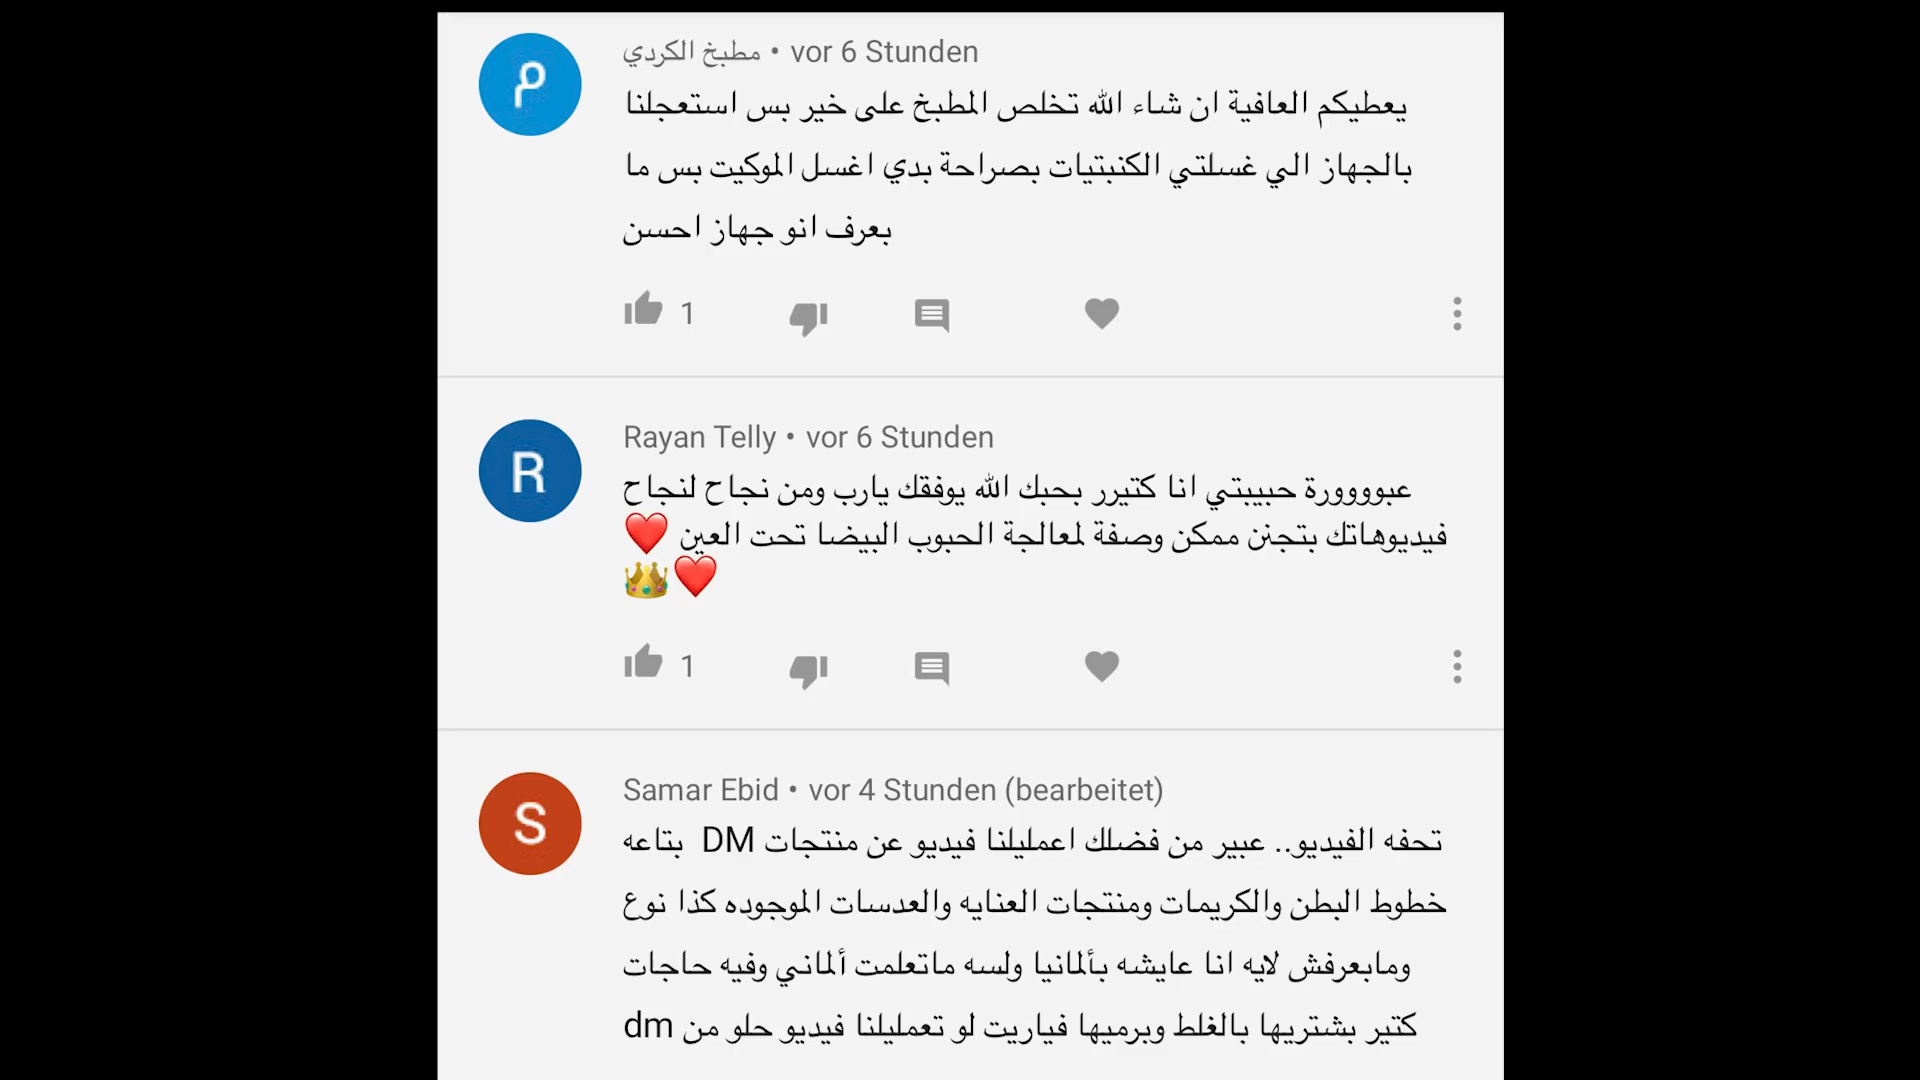 م
مطبخ الكردي • vor 6 Stunden
يعطيكم العافية ان شاء الله تخلص المطبخ على خير بس استعجلنا
بالجهاز الي غسلتي الكنبتيات بصراحة بدي اغسل الموكيت بس ما
بعرف انو جهاز احسن
1
R
Rayan Telly • vor 6 Stunden
عبوووورة حبيبتي انا كتيرر بحبك الله يوفقك يارب ومن نجاح لنجاح
فيديوهاتك بتجنن ممكن وصفة لمعالجة الحبوب البيضا تحت العين ❤️
❤️👑
1
S
Samar Ebid • vor 4 Stunden (bearbeitet)
تحفه الفيديو.. عبير من فضلك اعمليلنا فيديو عن منتجات DM بتاعه
خطوط البطن والكريمات ومنتجات العنايه والعدسات الموجوده كذا نوع
ومابعرفش لايه انا عايشه بألمانيا ولسه ماتعلمت ألماني وفيه حاجات
كتير بشتريها بالغلط وبرميها فياريت لو تعمليلنا فيديو حلو من dm